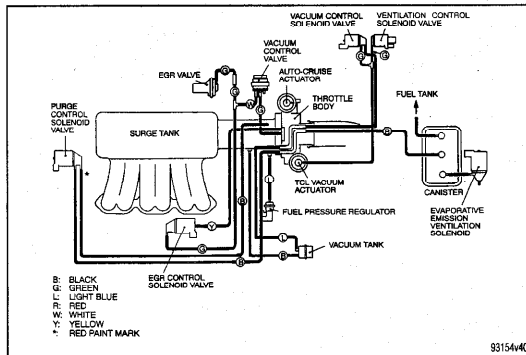 VACUUM CONTROL
SOLENOID VALVE
VENTILATION CONTROL
SOLENOID VALVE
VACUUM
CONTROL
VALVE
EGR VALVE
AUTO-CRUISE
ACTUATOR
THROTTLE
BODY
FUEL TANK
PURGE
CONTROL
SOLENOID
VALVE
SURGE TANK
G
G
G
W
G
B
*
L
TCL VACUUM
ACTUATOR
CANISTER
Y
B
FUEL PRESSURE REGULATOR
EVAPORATIVE
EMISSION
VENTILATION
SOLENOID
L
VACUUM TANK
G
B
B
EGR CONTROL
SOLENOID VALVE
B: BLACK
G: GREEN
L: LIGHT BLUE
R: RED
W: WHITE
Y: YELLOW
*: RED PAINT MARK